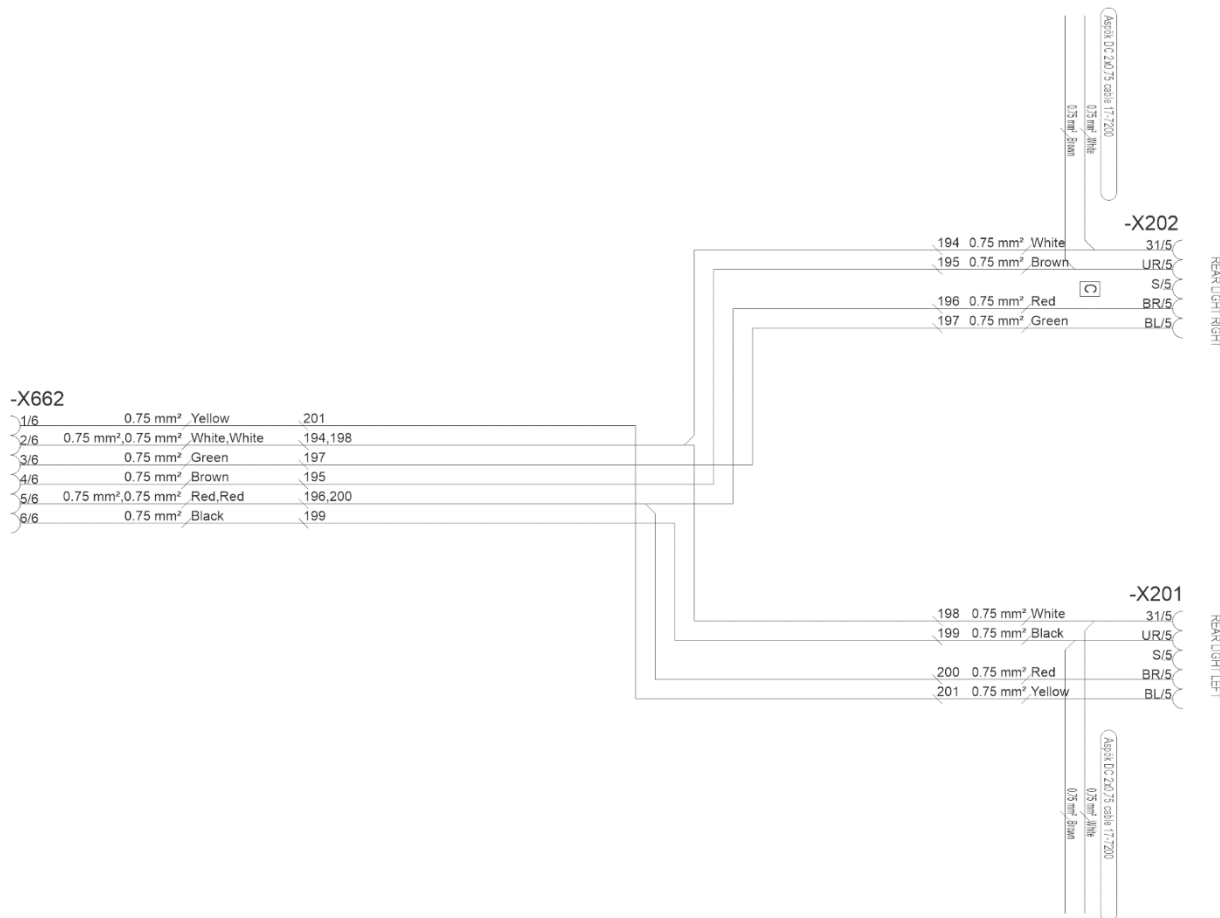 Aspök DC 2x0.75 cable 17-7200
0.75 mm² Brown
0.75 mm² White
-X202
194 0.75 mm² White 31/5
195 0.75 mm² Brown UR/5
S/5
C
196 0.75 mm² Red BR/5
197 0.75 mm² Green BL/5
REAR LIGHT RIGHT
-X662
1/6 0.75 mm² Yellow 201
2/6 0.75 mm²,0.75 mm² White,White 194,198
3/6 0.75 mm² Green 197
4/6 0.75 mm² Brown 195
5/6 0.75 mm²,0.75 mm² Red,Red 196,200
6/6 0.75 mm² Black 199
-X201
198 0.75 mm² White 31/5
199 0.75 mm² Black UR/5
S/5
200 0.75 mm² Red BR/5
201 0.75 mm² Yellow BL/5
REAR LIGHT LEFT
Aspök DC 2x0.75 cable 17-7200
0.75 mm² Brown
0.75 mm² White